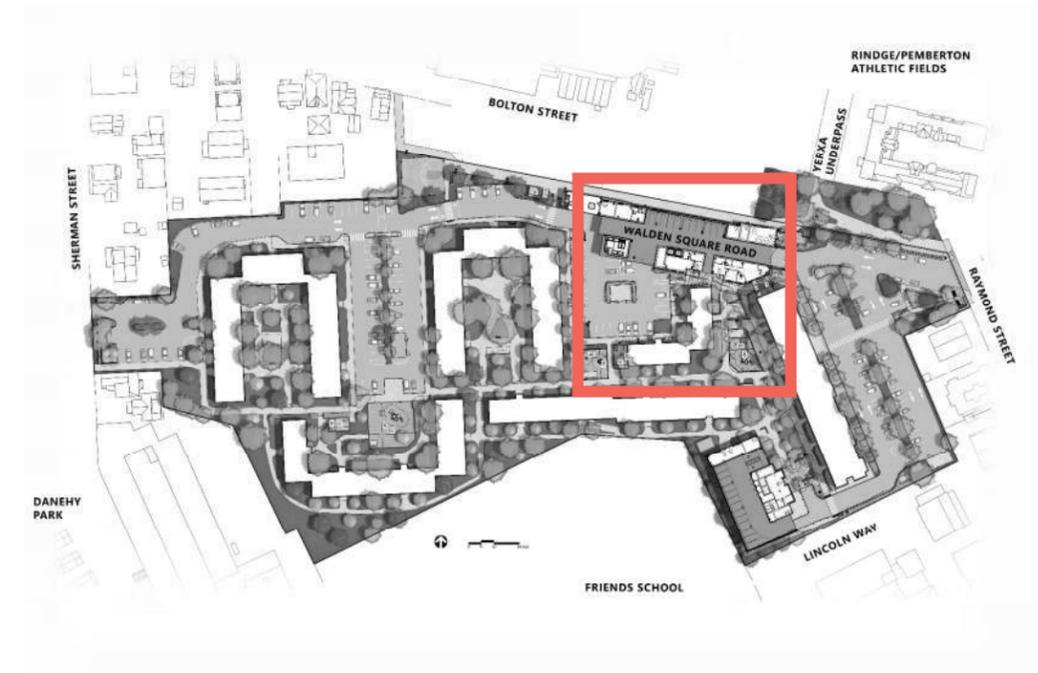 RINDGE/PEMBERTON
ATHLETIC FIELDS
BOLTON STREET
YERXA
UNDERPASS
SHERMAN STREET
WALDEN SQUARE ROAD
RAYMOND STREET
DANEHY
PARK
LINCOLN WAY
FRIENDS SCHOOL